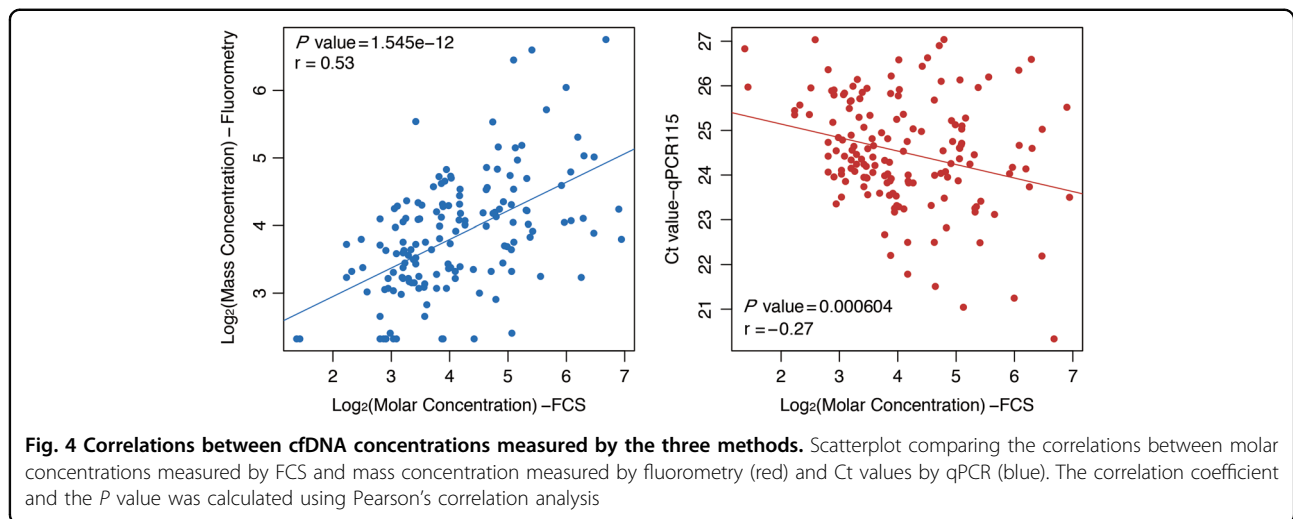 P value=1.545e−12
r = 0.53
Log2(Mass Concentration) – Fluorometry
6
5
4
3
2 3 4 5 6 7
Log2(Molar Concentration) –FCS
Ct value–qPCR115
27
26
25
24
23
22
21
P value=0.000604
r=−0.27
2 3 4 5 6 7
Log2(Molar Concentration) –FCS
Fig. 4 Correlations between cfDNA concentrations measured by the three methods. Scatterplot comparing the correlations between molar
concentrations measured by FCS and mass concentration measured by fluorometry (red) and Ct values by qPCR (blue). The correlation coefficient
and the P value was calculated using Pearson's correlation analysis